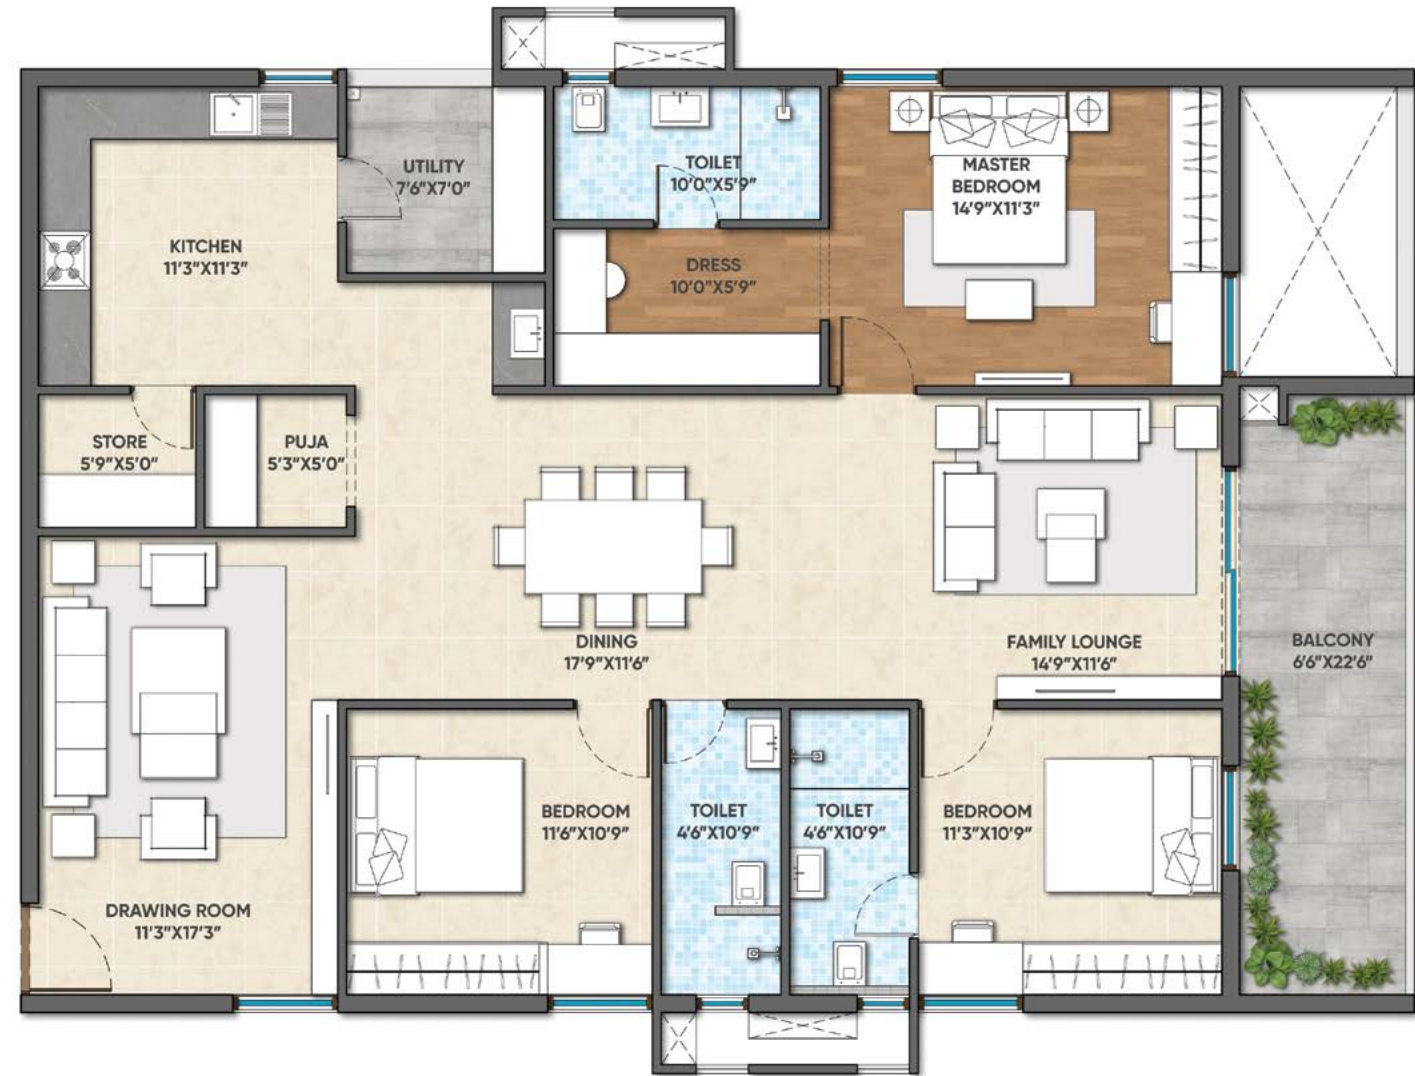 UTILITY
7'6"X7'0"
TOILET
10'0"X5'9"
MASTER
BEDROOM
14'9"X11'3"
KITCHEN
11'3"X11'3"
DRESS
10'0"X5'9"
STORE
5'9"X5'0"
PUJA
5'3"X5'0"
DINING
17'9"X11'6"
FAMILY LOUNGE
14'9"X11'6"
BALCONY
6'6"X22'6"
BEDROOM
11'6"X10'9"
TOILET
4'6"X10'9"
TOILET
4'6"X10'9"
BEDROOM
11'3"X10'9"
DRAWING ROOM
11'3"X17'3"